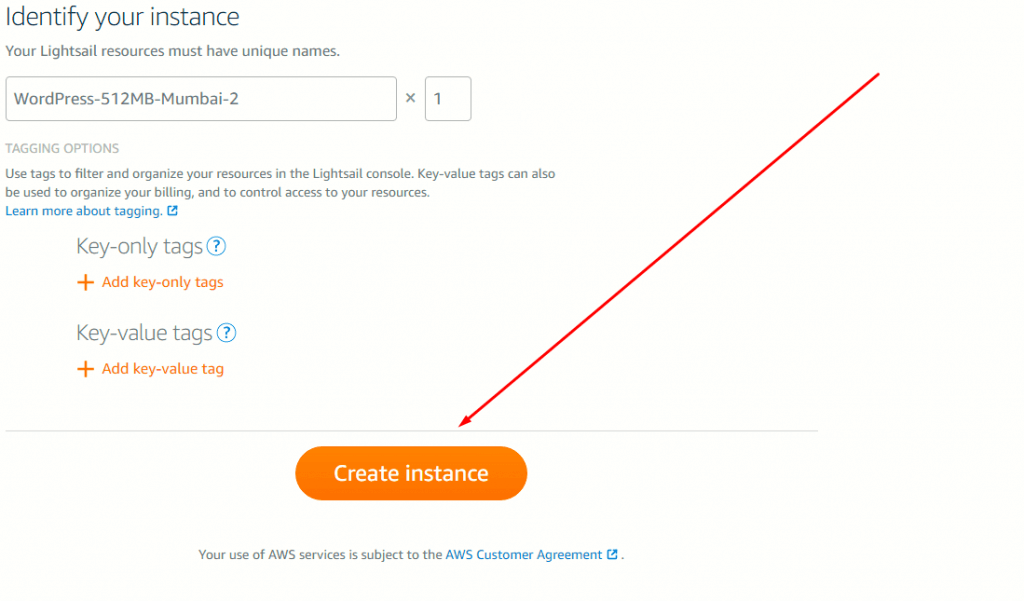 Identify your instance
Your Lightsail resources must have unique names.
WordPress-512MB-Mumbai-2 × 1
TAGGING OPTIONS
Use tags to filter and organize your resources in the Lightsail console. Key-value tags can also
be used to organize your billing, and to control access to your resources.
Learn more about tagging.
Key-only tags ?
+ Add key-only tags
Key-value tags ?
+ Add key-value tag
Create instance
Your use of AWS services is subject to the AWS Customer Agreement .